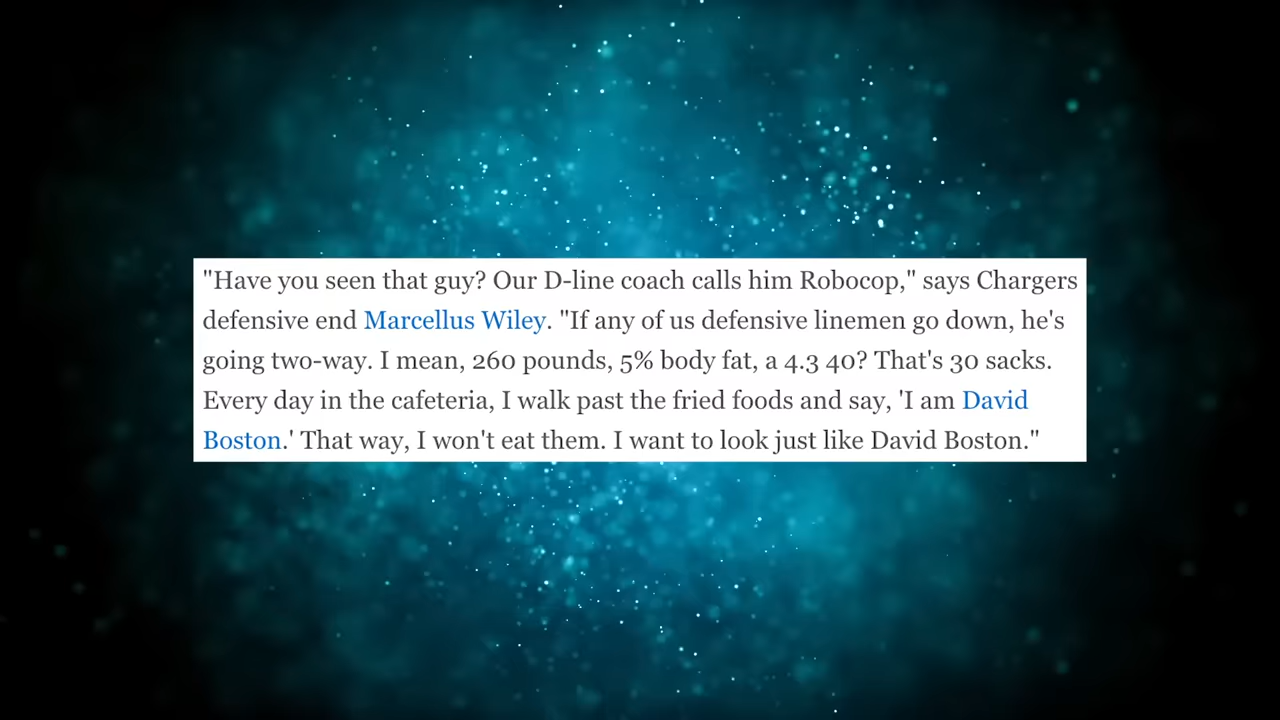 "Have you seen that guy? Our D-line coach calls him Robocop," says Chargers
defensive end Marcellus Wiley. "If any of us defensive linemen go down, he's
going two-way. I mean, 260 pounds, 5% body fat, a 4.3 40? That's 30 sacks.
Every day in the cafeteria, I walk past the fried foods and say, 'I am David
Boston.' That way, I won't eat them. I want to look just like David Boston."